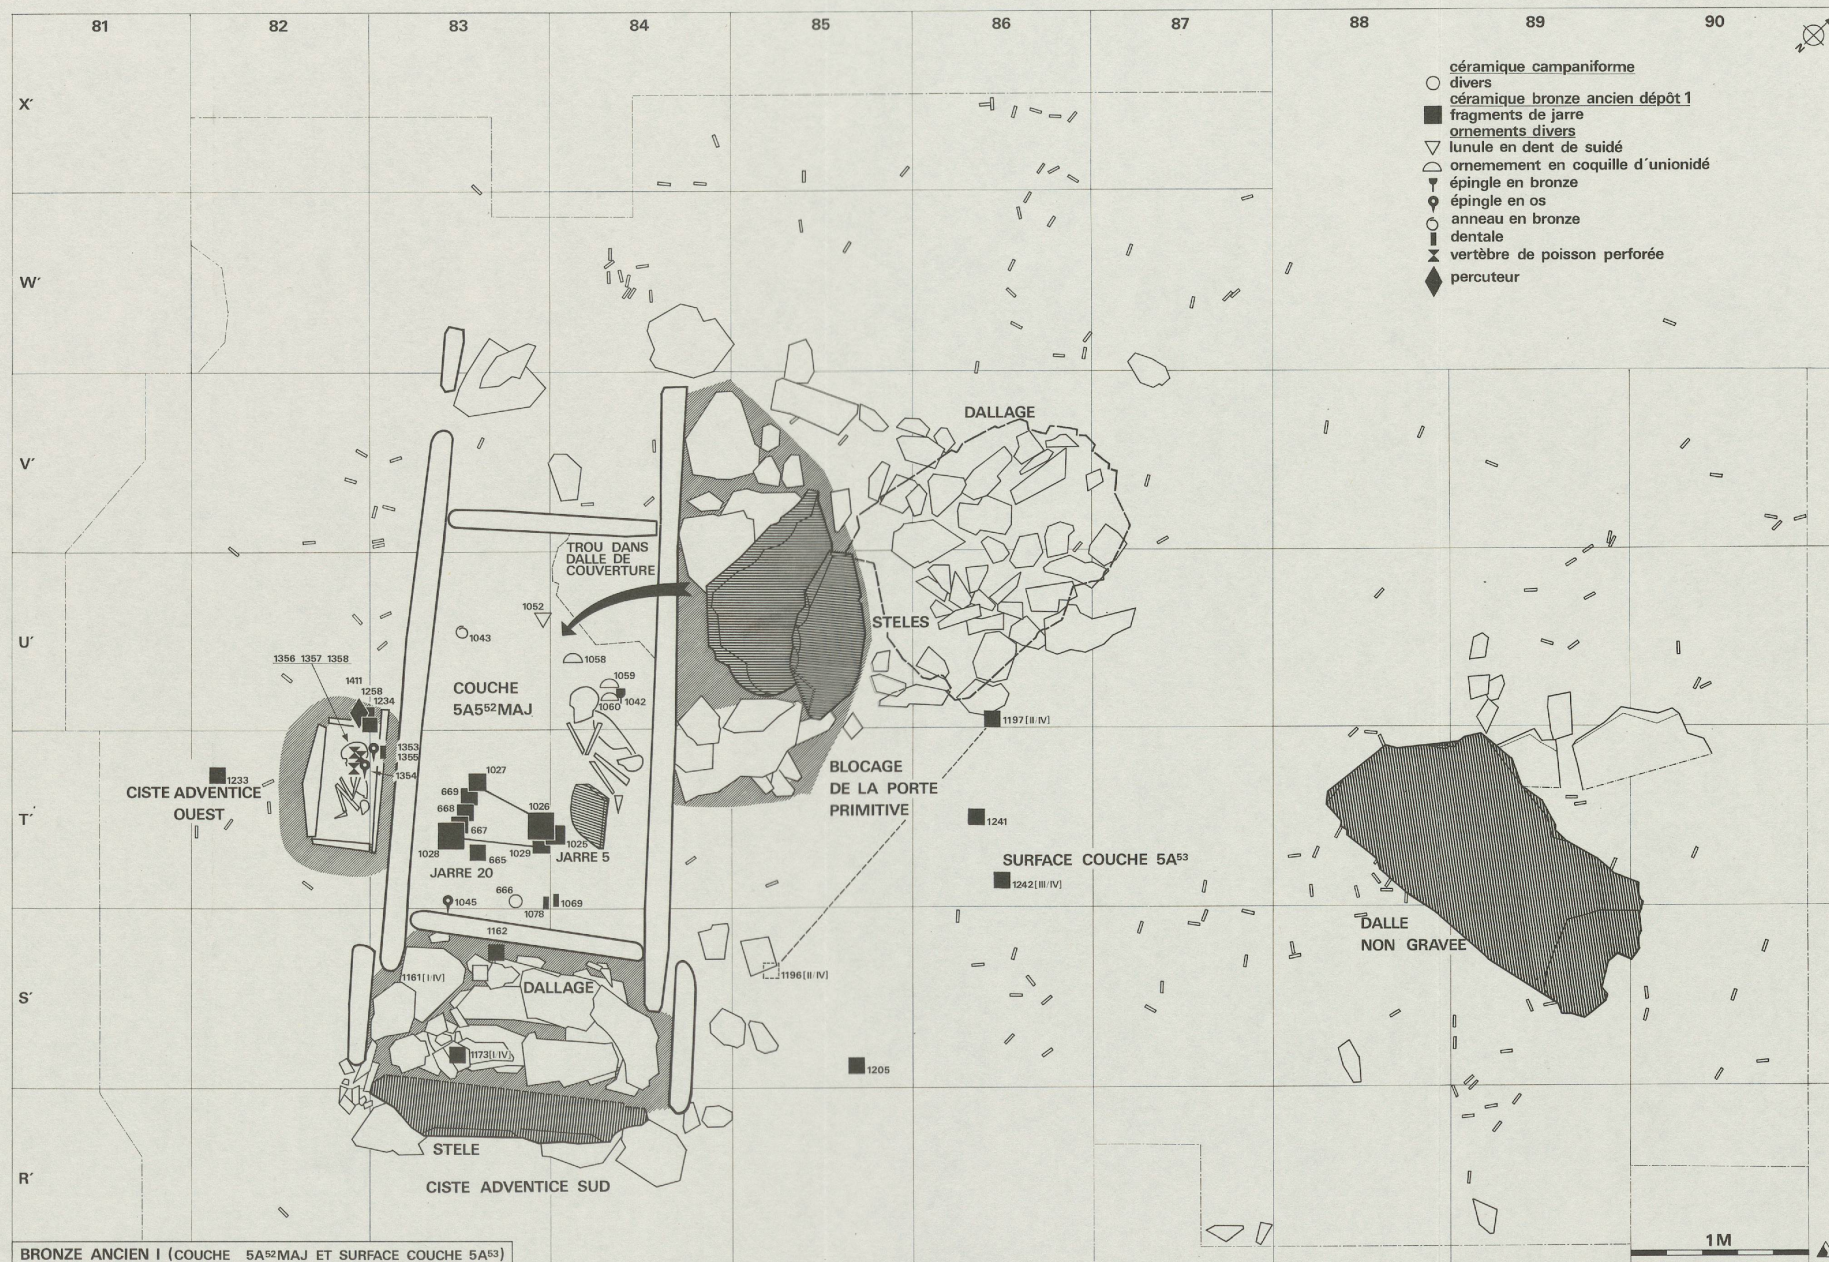 81 82 83 84 85 86 87 88 89 90
N
céramique campaniforme
divers
céramique bronze ancien dépôt 1
fragments de jarre
ornements divers
lunule en dent de suidé
ornemement en coquille d'unionidé
épingle en bronze
épingle en os
anneau en bronze
dentale
vertèbre de poisson perforée
percuteur
X'
W'
V'
U'
T'
S'
R'
DALLAGE
TROU DANS
DALLE DE
COUVERTURE
1052
1043
STELES
1058
1356 1357 1358
1059
1411
1258
1234
COUCHE
5A5⁵²MAJ
1042
1060
1197[II/IV]
1353
1355
1354
1233
CISTE ADVENTICE
OUEST
1027
669
1026
668
667
1028
665
1029
1025
JARRE 5
JARRE 20
BLOCAGE
DE LA PORTE
PRIMITIVE
1241
SURFACE COUCHE 5A⁵³
1242[III/IV]
666
1045
1078
1069
1162
DALLE
NON GRAVEE
1161[I/IV]
DALLAGE
1196[II/IV]
1173[I/IV]
1205
STELE
CISTE ADVENTICE SUD
1M
BRONZE ANCIEN I (COUCHE 5A⁵²MAJ ET SURFACE COUCHE 5A⁵³)